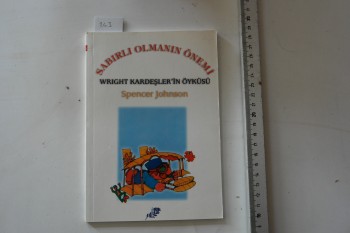 SABIRLI OLMANIN ÖNEMİ
WRIGHT KARDEŞLER'İN ÖYKÜSÜ
Spencer Johnson